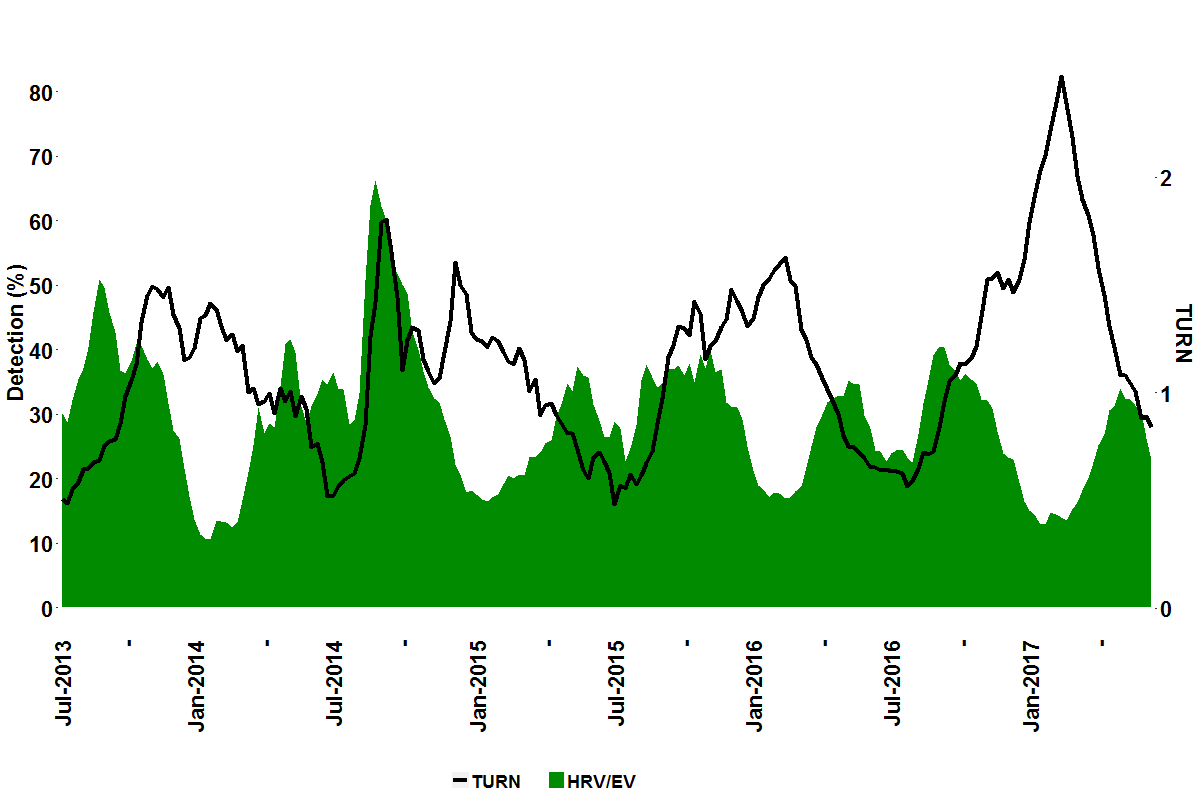 80
70
60
50
40
30
20
10
0
Detection (%)
2
1
0
TURN
Jul-2013
-
Jan-2014
-
Jul-2014
-
Jan-2015
-
Jul-2015
-
Jan-2016
-
Jul-2016
-
Jan-2017
-
TURN HRV/EV